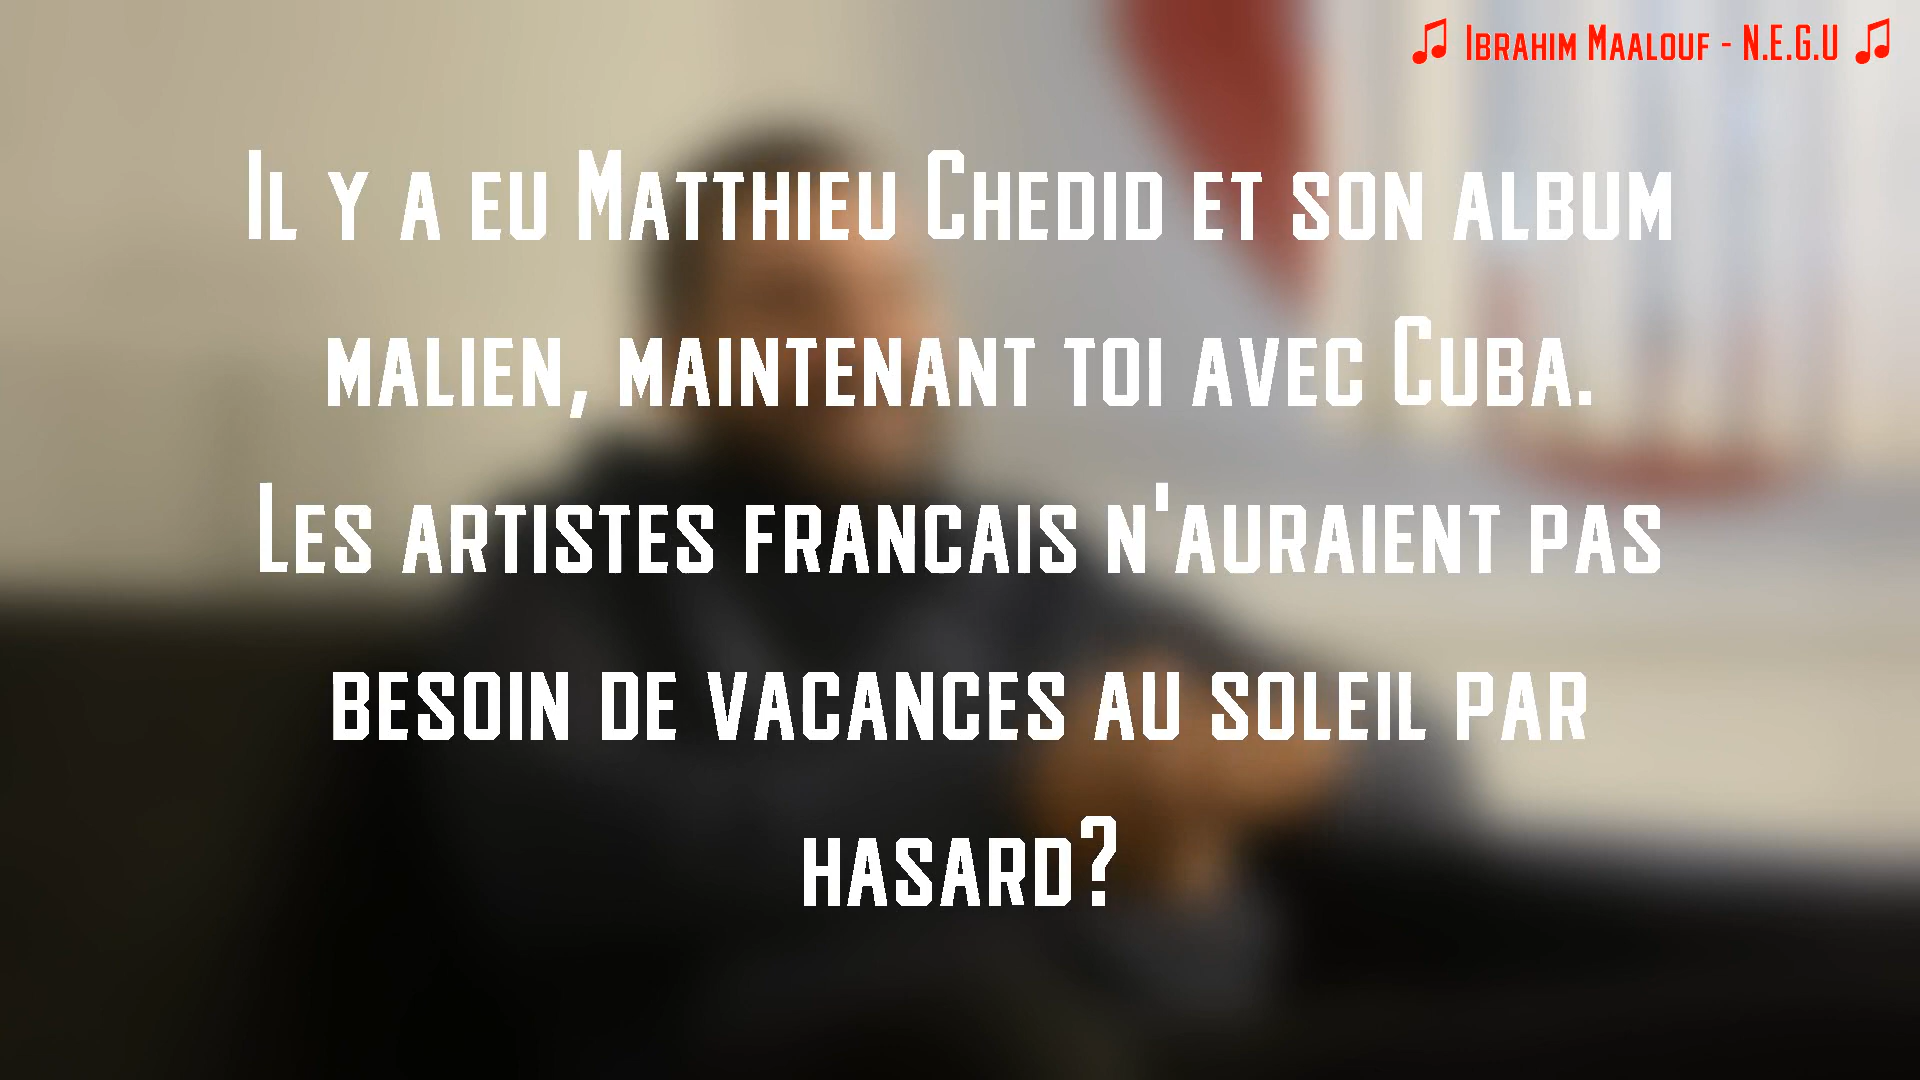 ♫ Ibrahim Maalouf - N.E.G.U ♫
Il y a eu Matthieu Chedid et son album
malien, maintenant toi avec Cuba.
Les artistes francais n'auraient pas
besoin de vacances au soleil par
hasard?